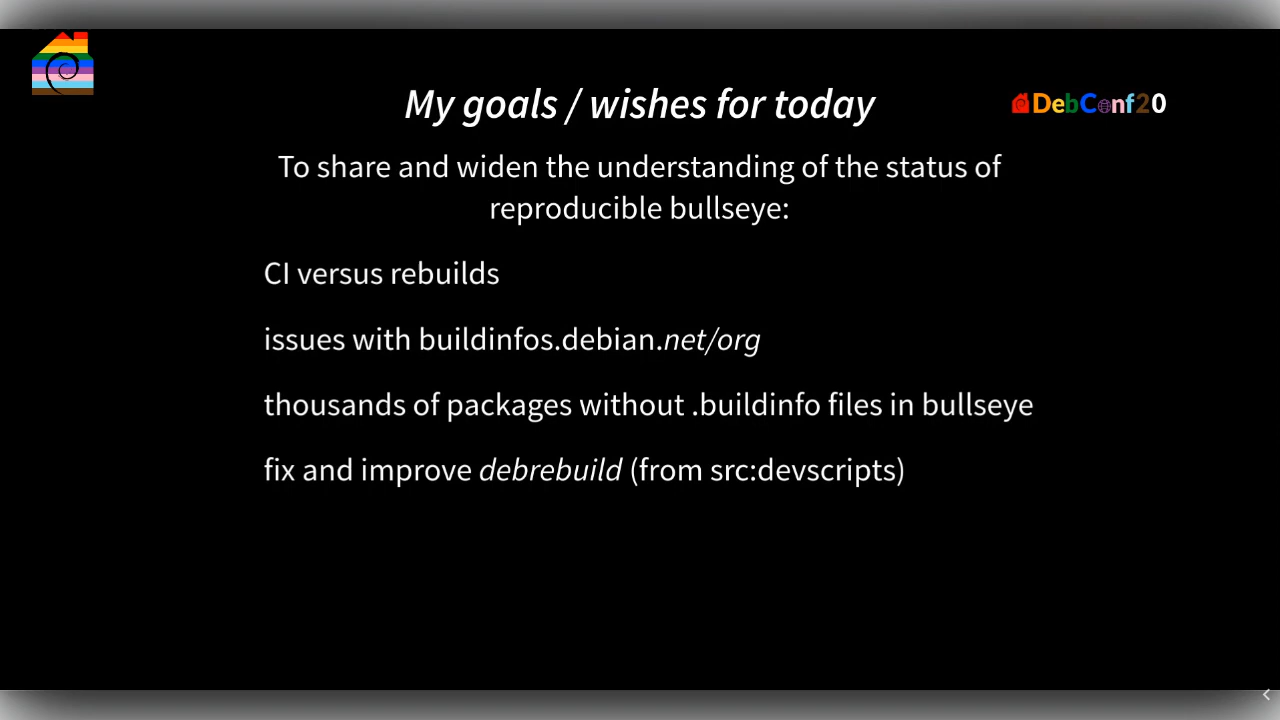 My goals / wishes for today
DebConf20
To share and widen the understanding of the status of
reproducible bullseye:
CI versus rebuilds
issues with buildinfos.debian.net/org
thousands of packages without .buildinfo files in bullseye
fix and improve debrebuild (from src:devscripts)